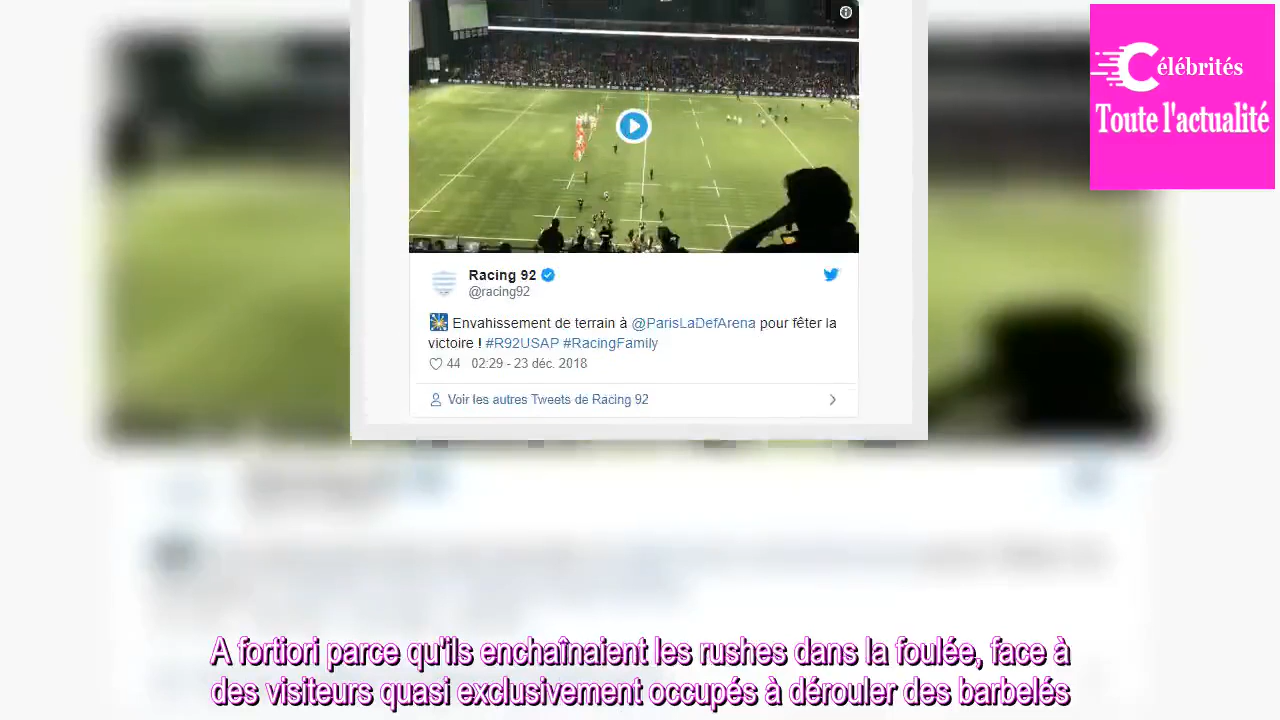 Célébrités
Toute l'actualité
Racing 92
@racing92
Envahissement de terrain à @ParisLaDefArena pour fêter la
victoire ! #R92USAP #RacingFamily
44 02:29 - 23 déc. 2018
Voir les autres Tweets de Racing 92
A fortiori parce qu'ils enchaînaient les rushes dans la foulée, face à
des visiteurs quasi exclusivement occupés à dérouler des barbelés